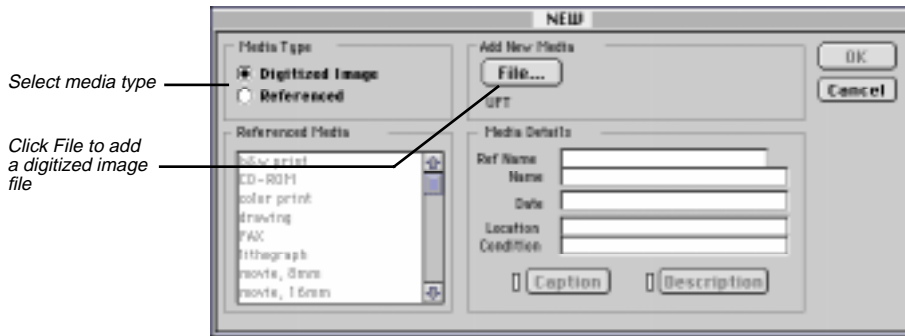 NEW
Select media type
Click File to add
a digitized image
file
Media Type
Digitized Image
Referenced
Add New Media
File...
UFT
OK
Cancel
Referenced Media
b&w print
CD-ROM
color print
drawing
FAX
lithograph
movie, 8mm
movie, 16mm
Media Details
Ref Name
Name
Date
Location
Condition
Caption
Description